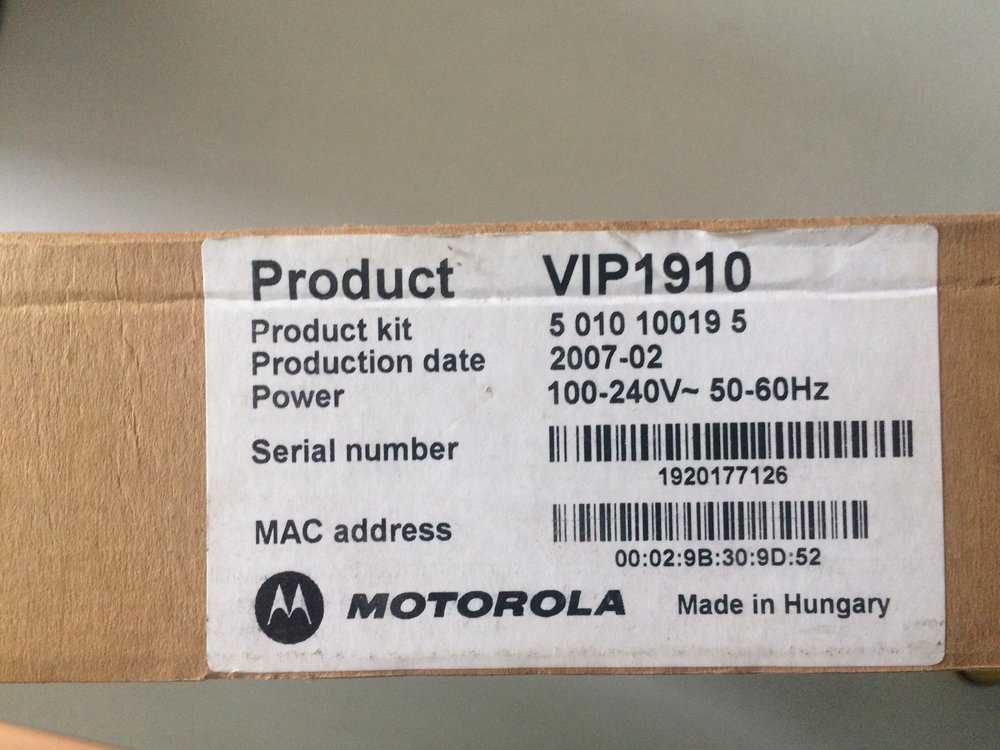 Product VIP1910
Product kit 5 010 10019 5
Production date 2007-02
Power 100-240V~ 50-60Hz
Serial number
1920177126
MAC address
00:02:9B:30:9D:52
MOTOROLA Made in Hungary